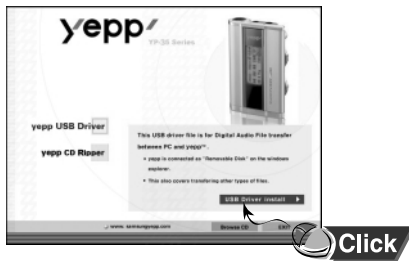 yepp'
YP-35 Series
yepp USB Driver
yepp CD Ripper
This USB driver file is for Digital Audio File transfer
between PC and yepp™.
• yepp is connected as "Removable Disk" on the windows
explorer.
• This also covers transferring other types of files.
USB Driver install
www. samsungyepp.com
Browse CD
EXIT
Click